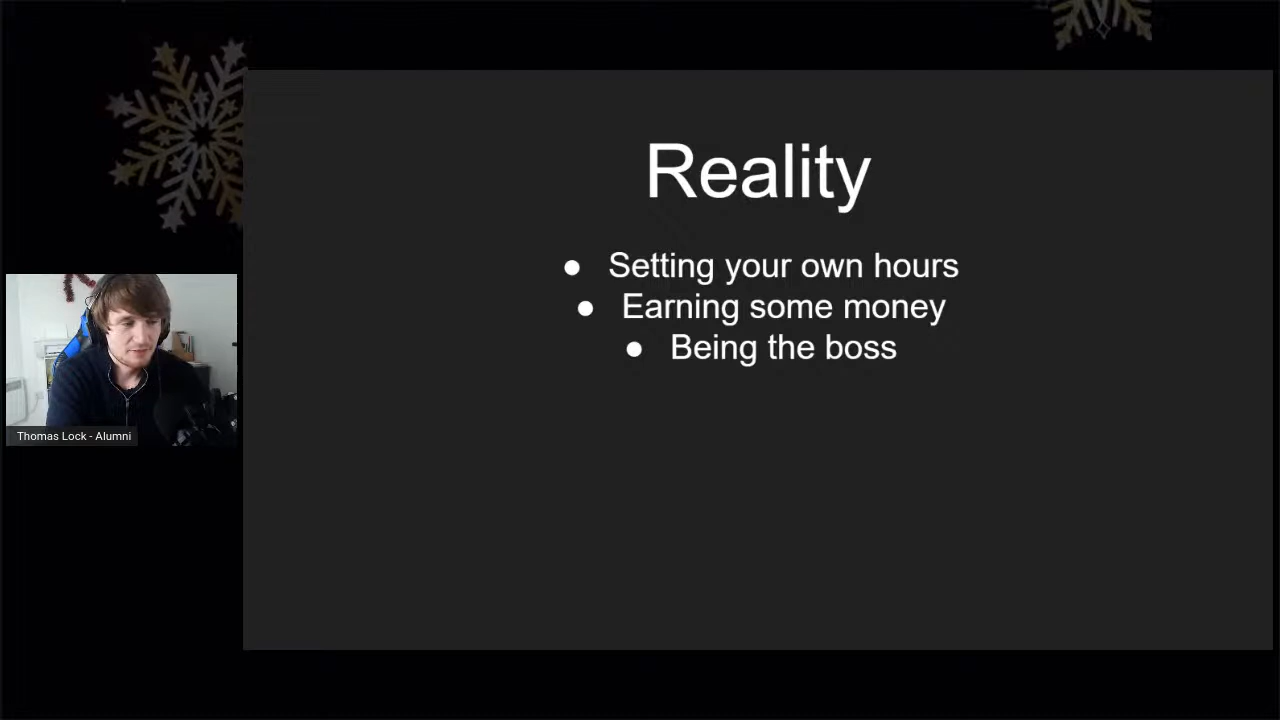 Reality
● Setting your own hours
● Earning some money
● Being the boss
Thomas Lock - Alumni